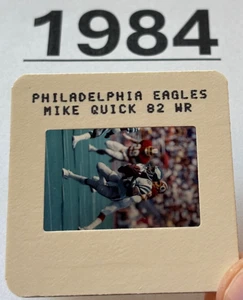 1984
PHILADELPHIA EAGLES
MIKE QUICK 82 WR